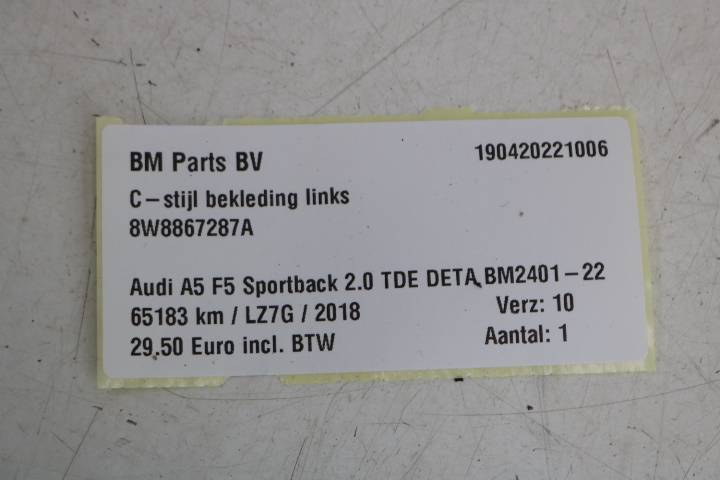 BM Parts BV 190420221006
C-stijl bekleding links
8W8867287A
Audi A5 F5 Sportback 2.0 TDE DETA BM2401-22
65183 km / LZ7G / 2018 Verz: 10
29.50 Euro incl. BTW Aantal: 1